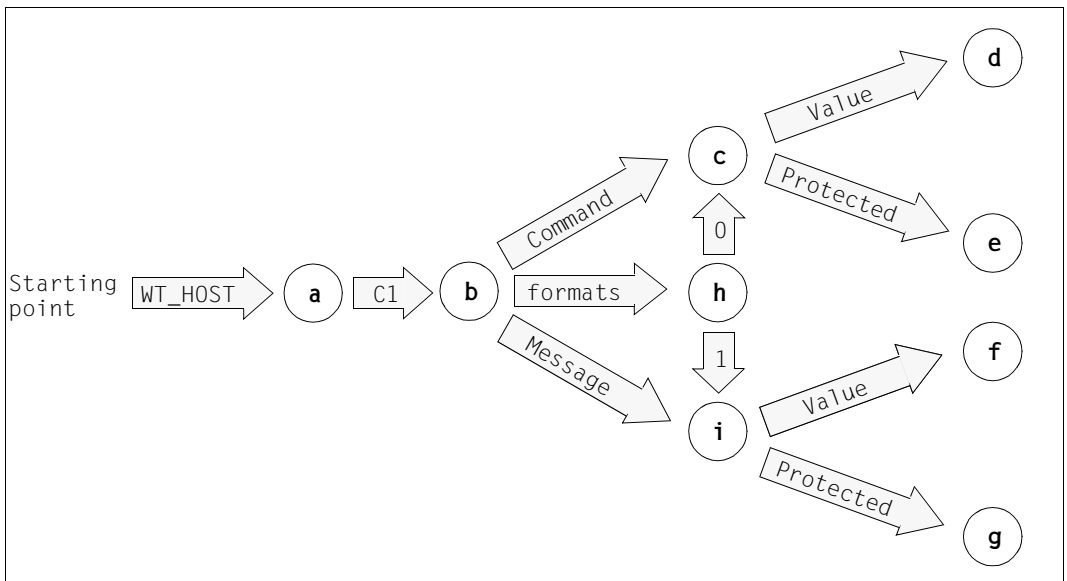 d
Value
c
Protected
Command
0
e
Starting
point
WT_HOST
a
C1
b
formats
h
Message
1
f
Value
i
Protected
g